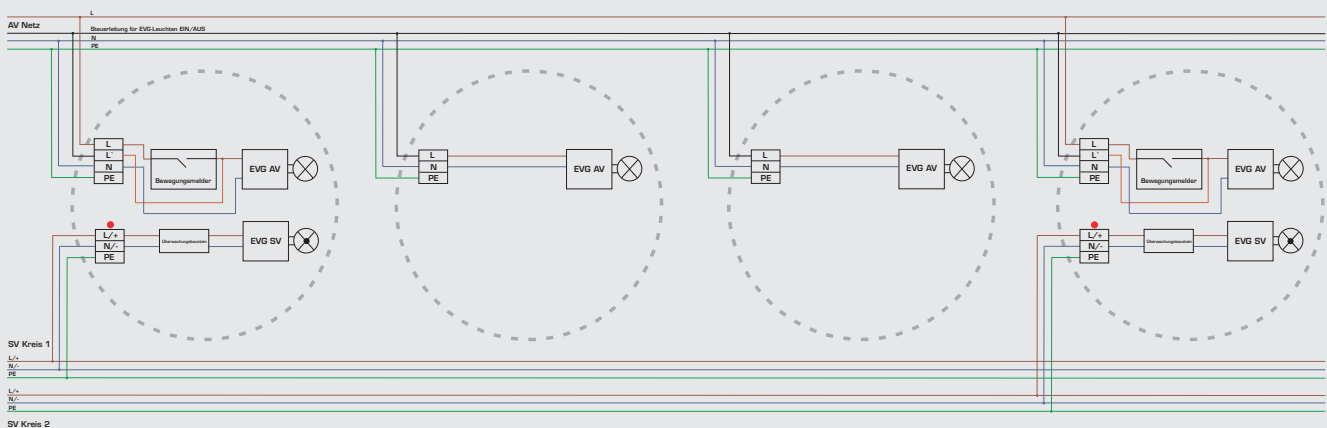 L
AV Netz
Steuerleitung für EVG-Leuchten EIN/AUS
N
PE
L
L'
N
PE
Bewegungsmelder
EVG AV
L/+
N/-
PE
Überwachungsbaustein
EVG SV
L
N
PE
EVG AV
L
N
PE
EVG AV
L
L'
N
PE
Bewegungsmelder
EVG AV
L/+
N/-
PE
Überwachungsbaustein
EVG SV
SV Kreis 1
L/+
N/-
PE
L/+
N/-
PE
SV Kreis 2